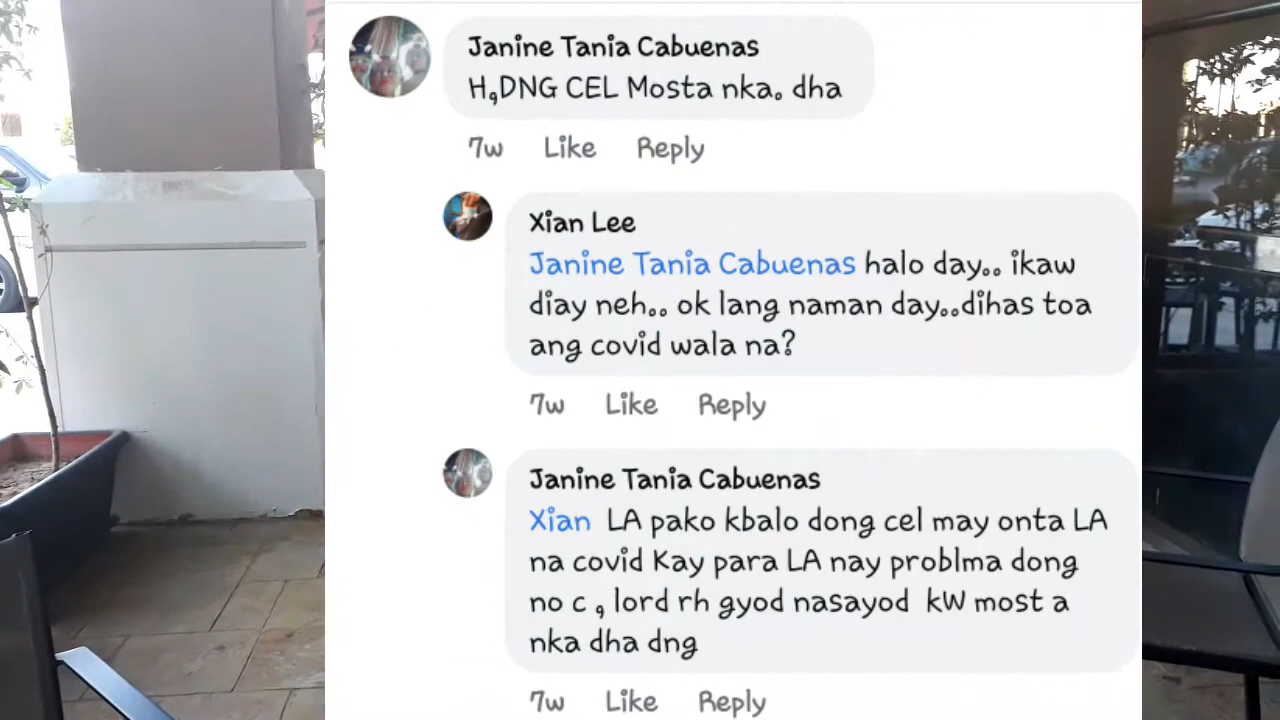 Janine Tania Cabuenas
H,DNG CEL Mosta nka. dha
7w Like Reply
Xian Lee
Janine Tania Cabuenas halo day.. ikaw
diay neh.. ok lang naman day..dihas toa
ang covid wala na?
7w Like Reply
Janine Tania Cabuenas
Xian LA pako kbalo dong cel may onta LA
na covid Kay para LA nay problma dong
no c , lord rh gyod nasayod kW most a
nka dha dng
7w Like Reply